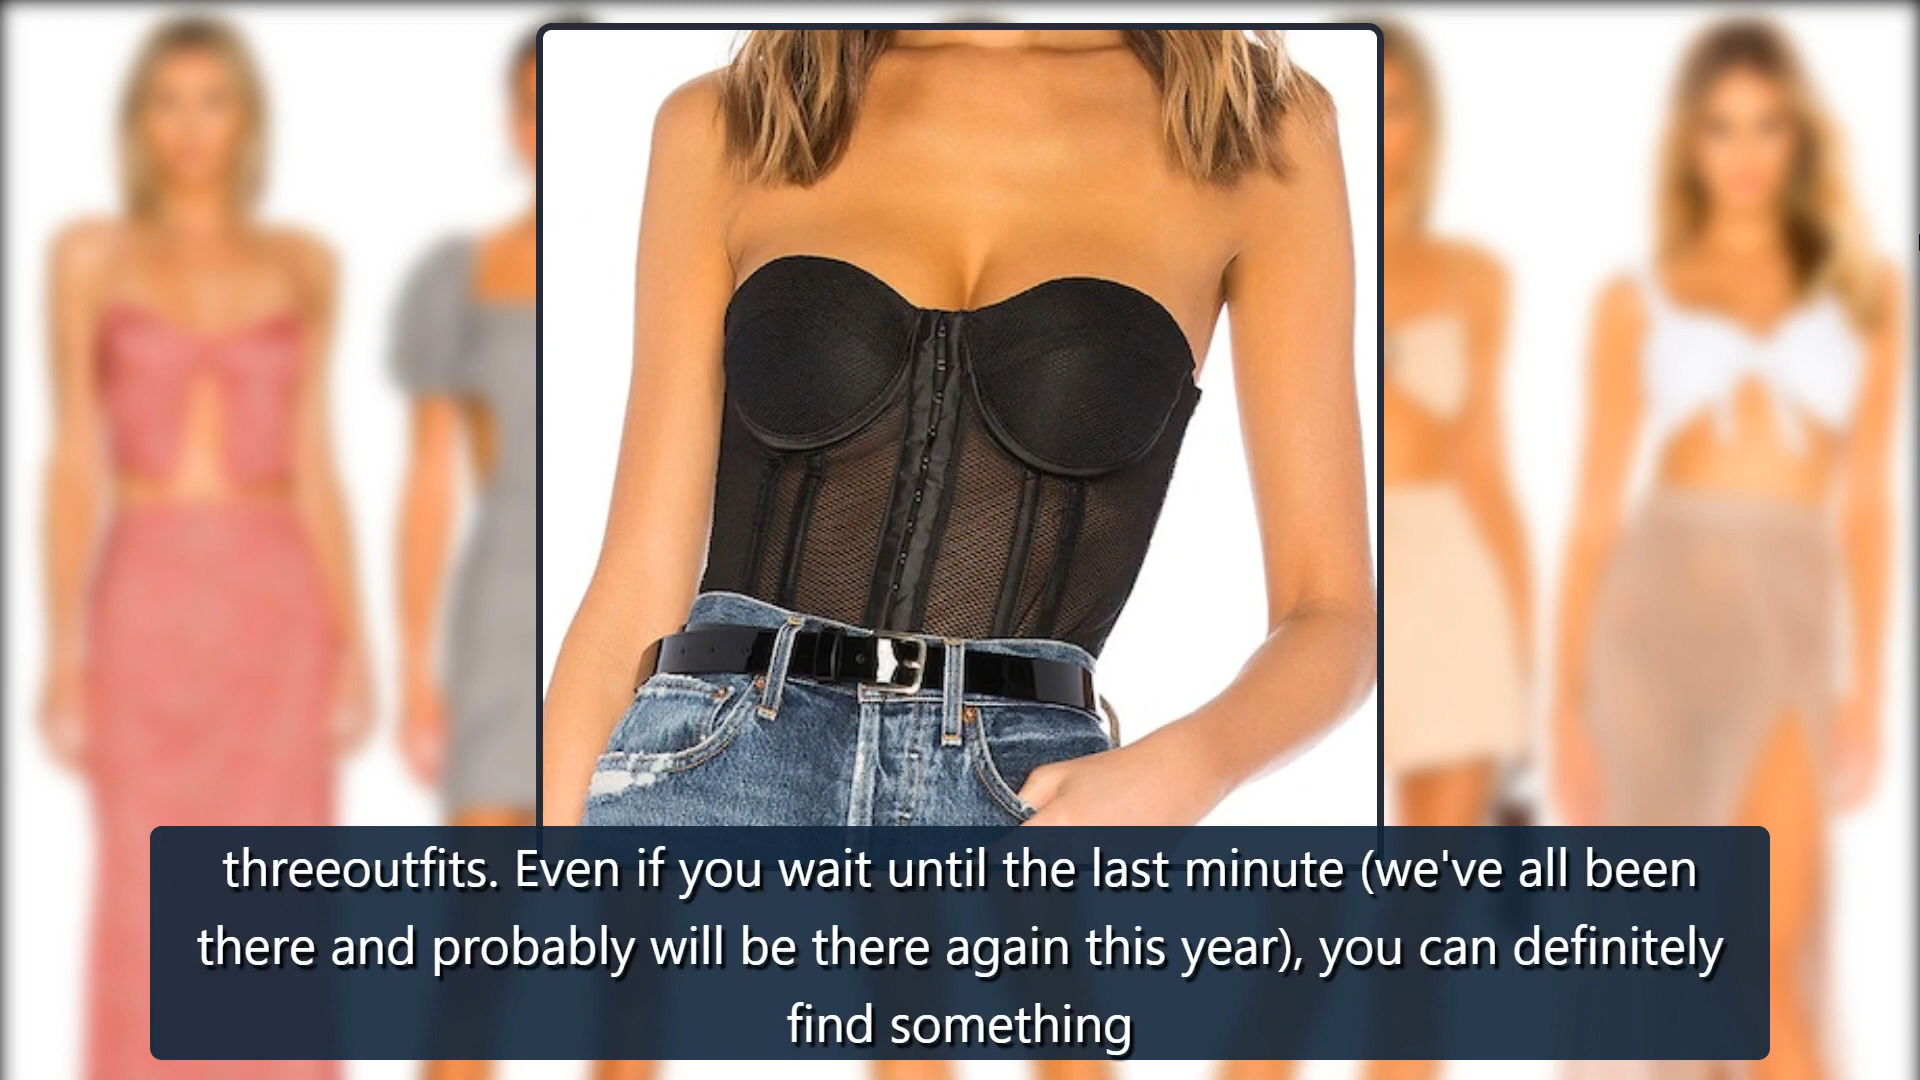 threeoutfits. Even if you wait until the last minute (we've all been
there and probably will be there again this year), you can definitely
find something